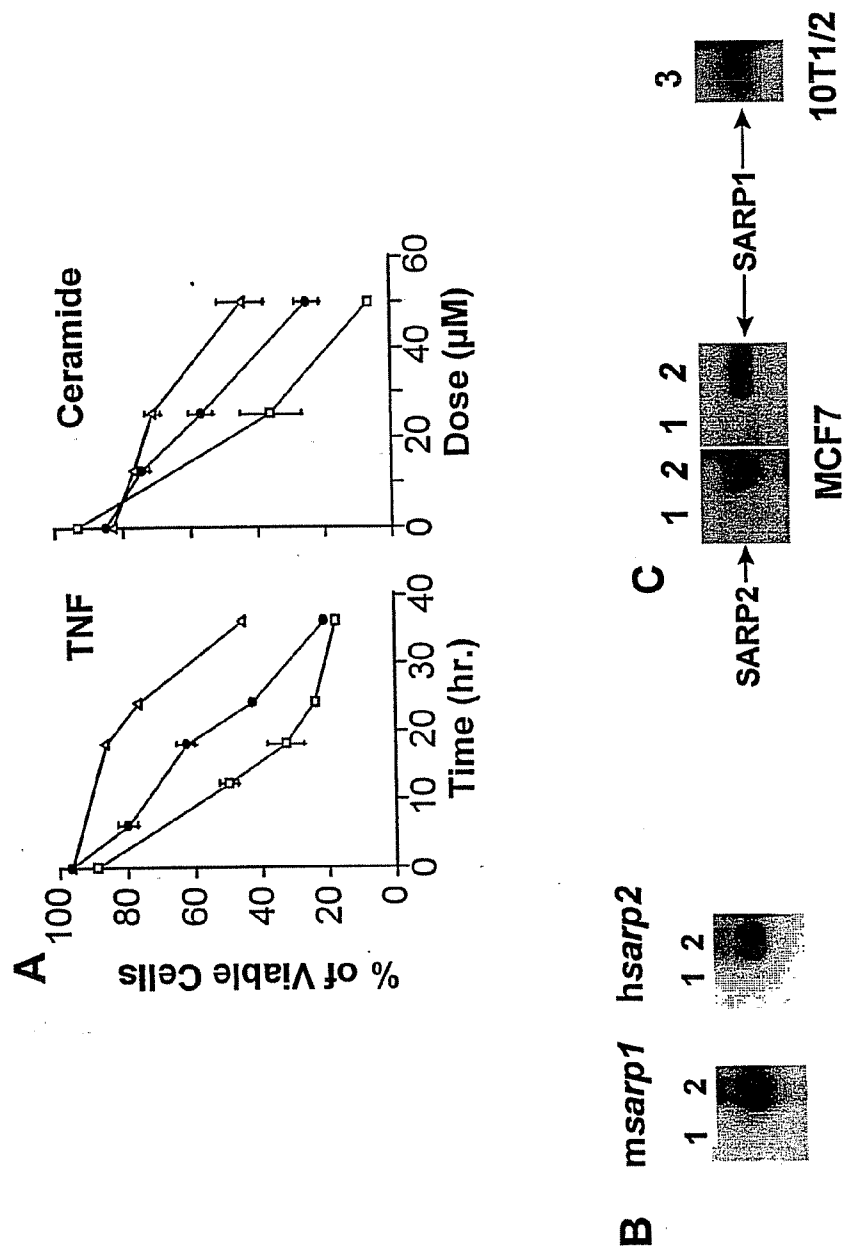 A
TNF
Ceramide
% of Viable Cells
100
80
60
40
20
0
0 10 20 30 40
Time (hr.)
0 20 40 60
Dose (µM)
B
msarp1 hsarp2
1 2 1 2
C
1 2 1 2 3
SARP2 SARP1
MCF7 10T1/2